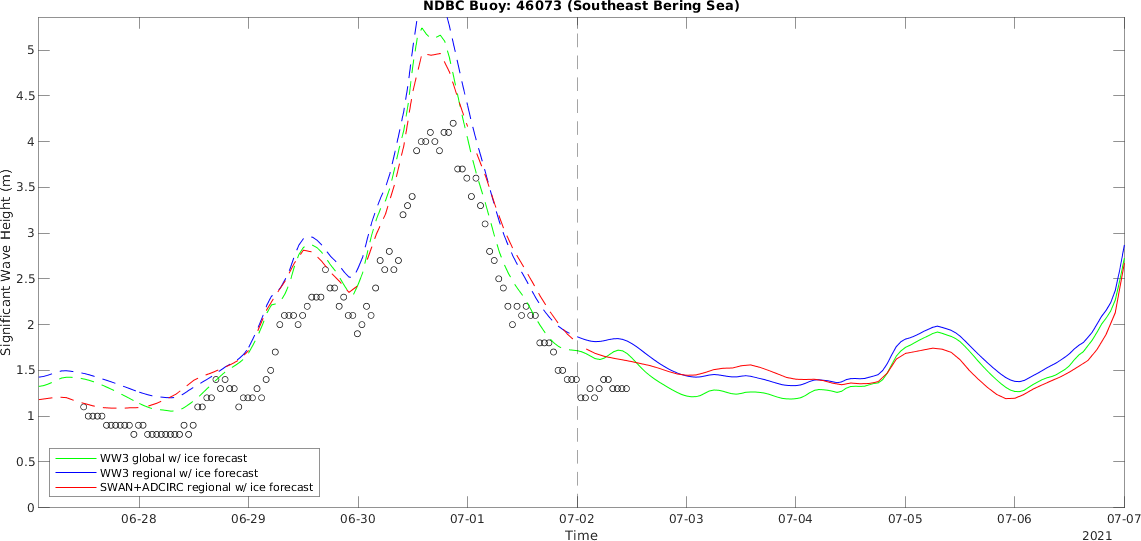 NDBC Buoy: 46073 (Southeast Bering Sea)
Significant Wave Height (m)
5
4.5
4
3.5
3
2.5
2
1.5
1
0.5
0
WW3 global w/ ice forecast
WW3 regional w/ ice forecast
SWAN+ADCIRC regional w/ ice forecast
06-28 06-29 06-30 07-01 07-02 07-03 07-04 07-05 07-06 07-07
Time
2021